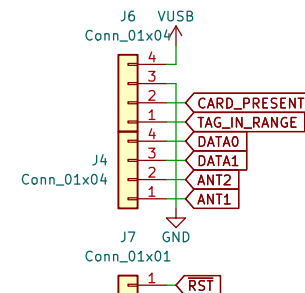 J6 VUSB
Conn_01x04
4
3
2 CARD_PRESENT
1 TAG_IN_RANGE
4 DATA0
J4 3 DATA1
Conn_01x04 2 ANT2
1 ANT1
J7 GND
Conn_01x01
1 RST